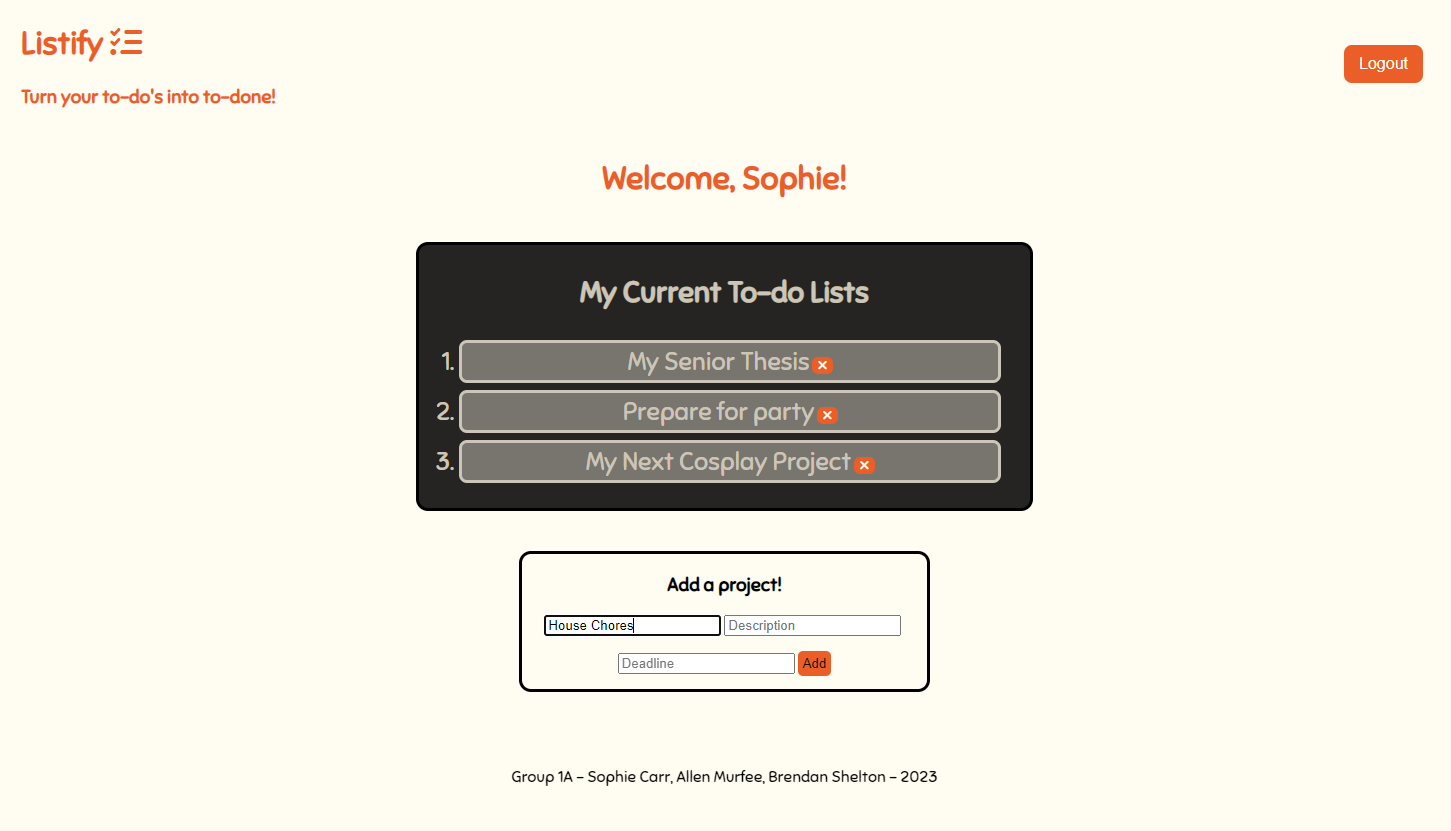 Listify
Logout
Turn your to-do's into to-done!
Welcome, Sophie!
My Current To-do Lists
1. My Senior Thesis ×
2. Prepare for party ×
3. My Next Cosplay Project ×
Add a project!
House Chores Description
Deadline Add
Group 1A - Sophie Carr, Allen Murfee, Brendan Shelton - 2023